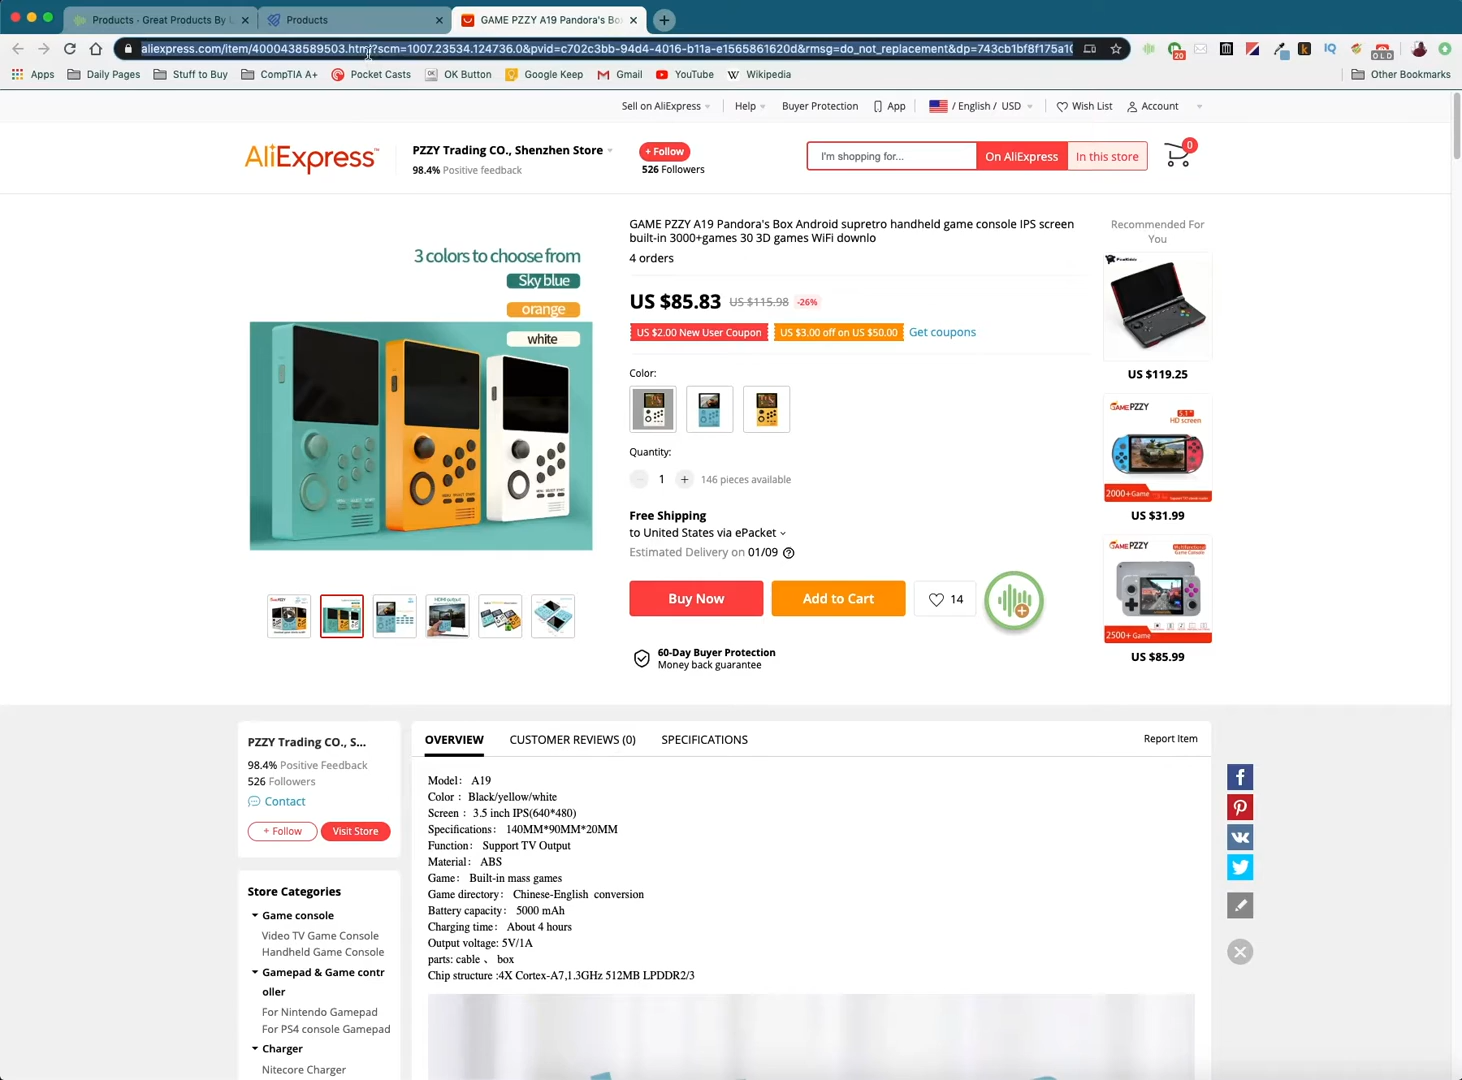 Products - Great Products By U
Products
GAME PZZY A19 Pandora's Bo
aliexpress.com/item/4000438589503.html?scm=1007.23534.124736.0&pvid=c702c3bb-94d4-4016-b11a-e1565861620d&rmsg=do_not_replacement&dp=743cb1bf8f175a10
Apps
Daily Pages
Stuff to Buy
CompTIA A+
Pocket Casts
OK Button
Google Keep
Gmail
YouTube
Wikipedia
Other Bookmarks
Sell on AliExpress
Help
Buyer Protection
App
/ English / USD
Wish List
Account
AliExpress
PZZY Trading CO., Shenzhen Store
98.4% Positive feedback
+ Follow
526 Followers
I'm shopping for...
On AliExpress
In this store
0
3 colors to choose from
Sky blue
orange
white
GAME PZZY A19 Pandora's Box Android supretro handheld game console IPS screen
built-in 3000+games 30 3D games WiFi downlo
4 orders
US $85.83 US $115.98 -26%
US $2.00 New User Coupon
US $3.00 off on US $50.00
Get coupons
Color:
Quantity:
1
146 pieces available
Free Shipping
to United States via ePacket
Estimated Delivery on 01/09
Buy Now
Add to Cart
14
60-Day Buyer Protection
Money back guarantee
Recommended For
You
US $119.25
GAMEPZZY
5.1"
HD screen
2000+Game
US $31.99
GAMEPZZY
2500+ Game
US $85.99
PZZY Trading CO., S...
98.4% Positive Feedback
526 Followers
Contact
+ Follow
Visit Store
Store Categories
Game console
Video TV Game Console
Handheld Game Console
Gamepad & Game contr
oller
For Nintendo Gamepad
For PS4 console Gamepad
Charger
Nitecore Charger
OVERVIEW
CUSTOMER REVIEWS (0)
SPECIFICATIONS
Report Item
Model： A19
Color： Black/yellow/white
Screen： 3.5 inch IPS(640*480)
Specifications： 140MM*90MM*20MM
Function： Support TV Output
Material： ABS
Game： Built-in mass games
Game directory： Chinese-English conversion
Battery capacity： 5000 mAh
Charging time： About 4 hours
Output voltage: 5V/1A
parts: cable 、 box
Chip structure :4X Cortex-A7,1.3GHz 512MB LPDDR2/3